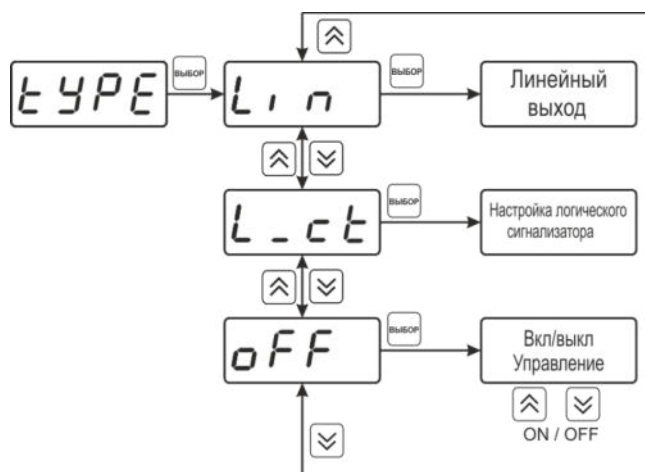 tYPE
ВЫБОР
Lin
ВЫБОР
Линейный
выход
L_ct
ВЫБОР
Настройка логического
сигнализатора
oFF
ВЫБОР
Вкл/выкл
Управление
ON / OFF